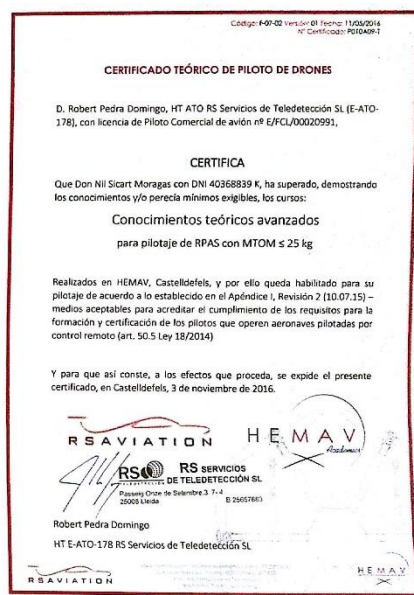 Código: F-07-02 Versión: 01 Fecha: 11/05/2016
Nº Certificado: P010A09-T
CERTIFICADO TEÓRICO DE PILOTO DE DRONES
D. Robert Pedra Domingo, HT ATO RS Servicios de Teledetección SL (E-ATO-
178), con licencia de Piloto Comercial de avión nº E/FCL/00020991,
CERTIFICA
Que Don Nil Sicart Moragas con DNI 40368839 K, ha superado, demostrando
los conocimientos y/o perecia mínimos exigibles, los cursos:
Conocimientos teóricos avanzados
para pilotaje de RPAS con MTOM ≤ 25 kg
Realizados en HEMAV, Castelldefels, y por ello queda habilitado para su
pilotaje de acuerdo a lo establecido en el Apéndice I, Revisión 2 (10.07.15) –
medios aceptables para acreditar el cumplimiento de los requisitos para la
formación y certificación de los pilotos que operen aeronaves pilotadas por
control remoto (art. 50.5 Ley 18/2014)
Y para que así conste, a los efectos que proceda, se expide el presente
certificado, en Castelldefels, 3 de noviembre de 2016.
RSAVIATION
HEMAV
Academics
RS RS SERVICIOS
DE TELEDETECCIÓN SL
Passeig Onze de Setembre,3 7-4
25008 Lleida B 25657883
Robert Pedra Domingo
HT E-ATO-178 RS Servicios de Teledetección SL
RSAVIATION
HEMAV